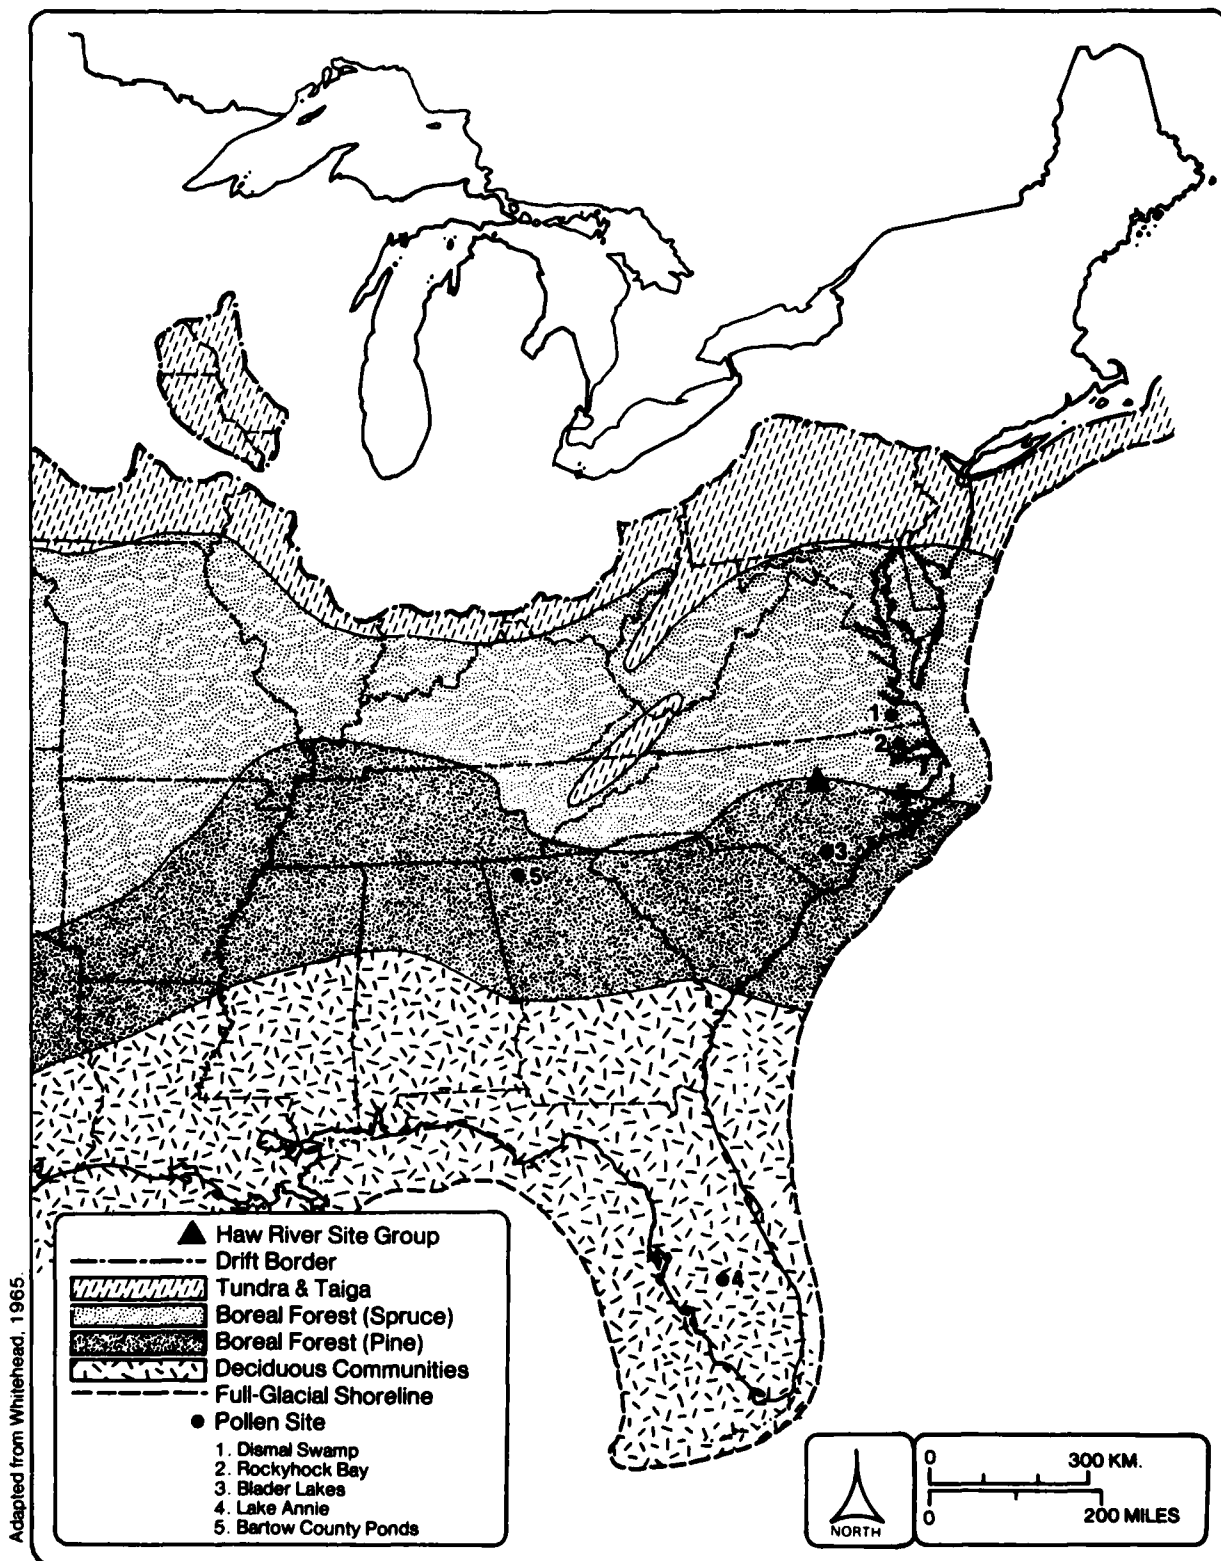 1
2
3
5
4
Haw River Site Group
Drift Border
Tundra & Taiga
Boreal Forest (Spruce)
Boreal Forest (Pine)
Deciduous Communities
Full-Glacial Shoreline
Pollen Site
1. Dismal Swamp
2. Rockyhock Bay
3. Blader Lakes
4. Lake Annie
5. Bartow County Ponds
Adapted from Whitehead, 1965.
NORTH
0 300 KM.
0 200 MILES